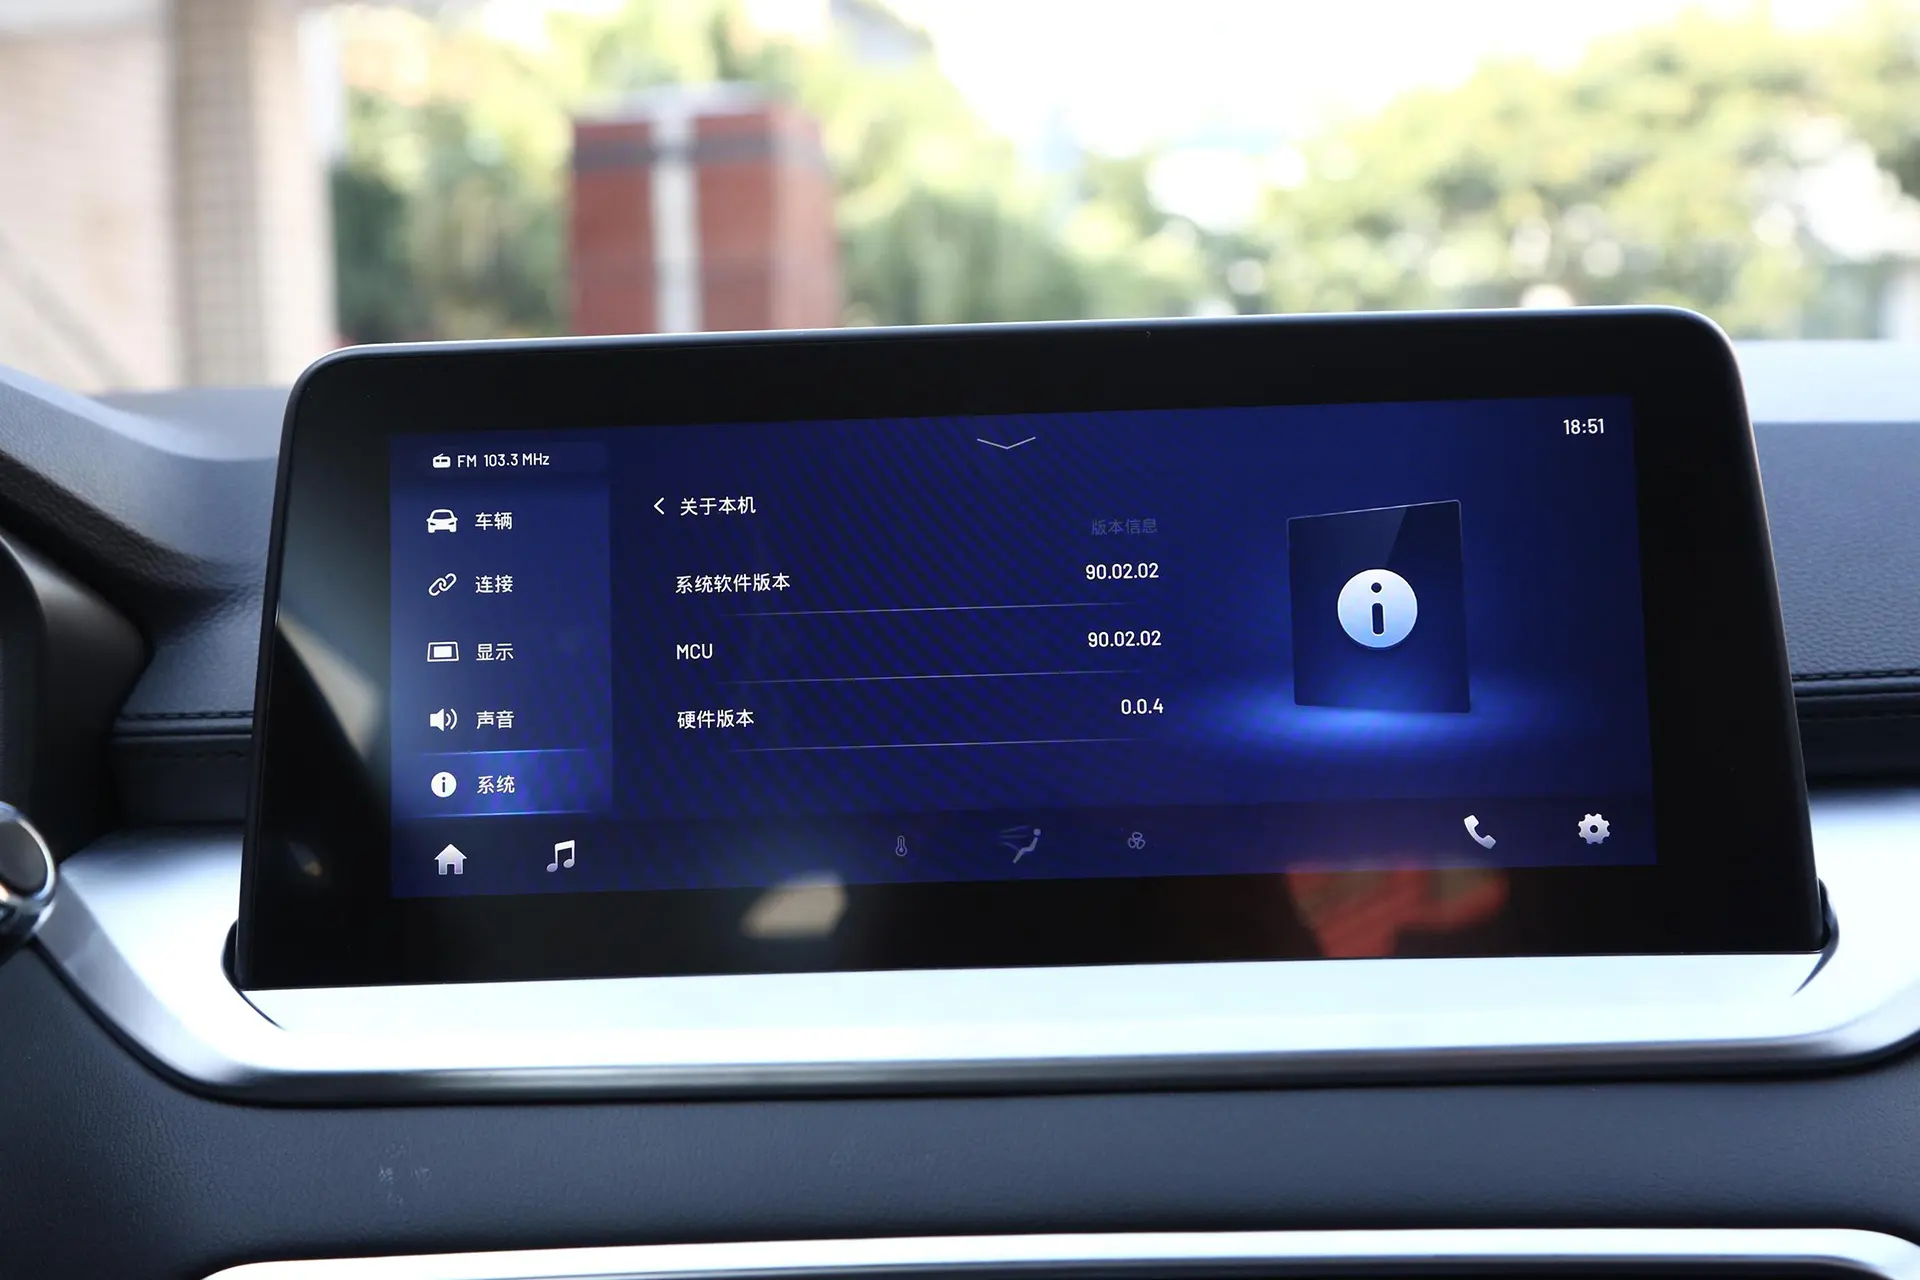 FM 103.3 MHz
18:51
车辆
连接
显示
声音
系统
关于本机
版本信息
系统软件版本 90.02.02
MCU 90.02.02
硬件版本 0.0.4